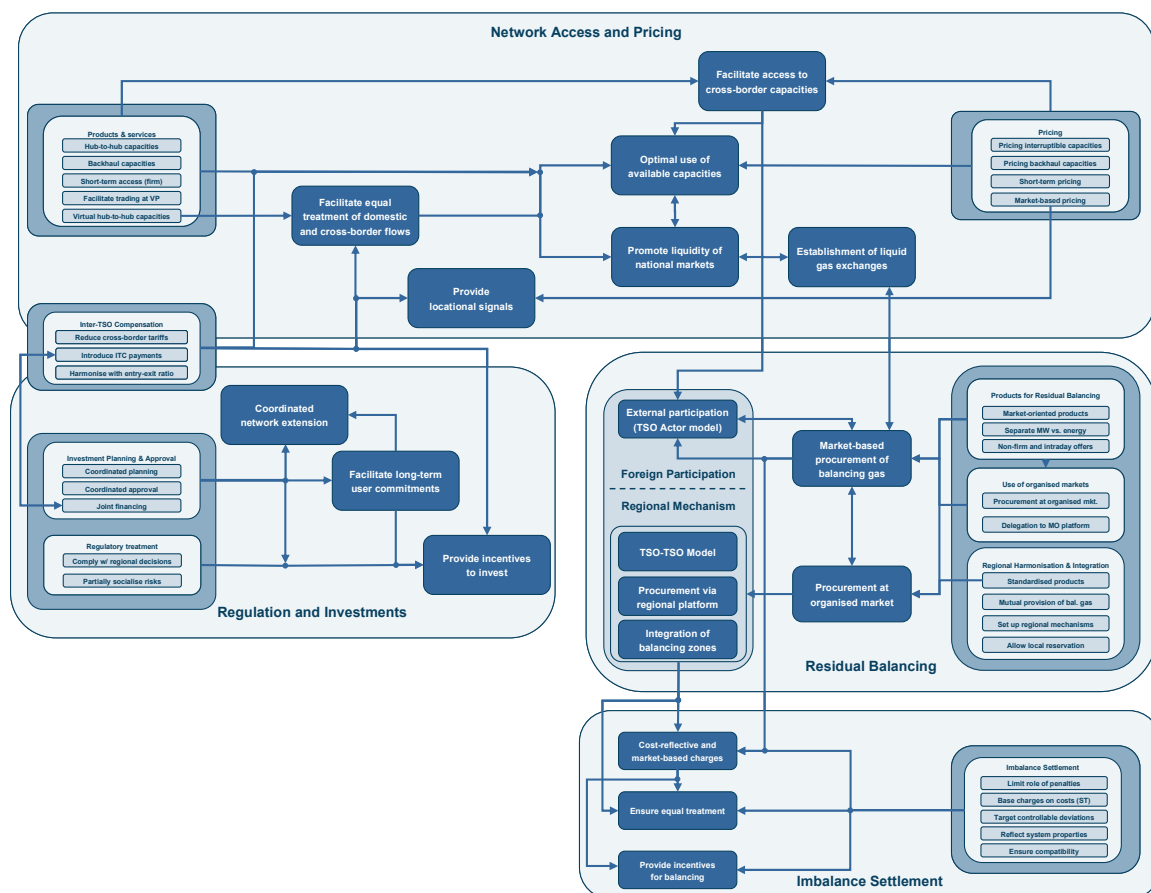 Network Access and Pricing
Facilitate access to
cross-border capacities
Products & services
Hub-to-hub capacities
Backhaul capacities
Short-term access (firm)
Facilitate trading at VP
Virtual hub-to-hub capacities
Pricing
Pricing interruptible capacities
Pricing backhaul capacities
Short-term pricing
Market-based pricing
Optimal use of
available capacities
Facilitate equal
treatment of domestic
and cross-border flows
Promote liquidity of
national markets
Establishment of liquid
gas exchanges
Provide
locational signals
Inter-TSO Compensation
Reduce cross-border tariffs
Introduce ITC payments
Harmonise with entry-exit ratio
Coordinated
network extension
Investment Planning & Approval
Coordinated planning
Coordinated approval
Joint financing
Facilitate long-term
user commitments
Regulatory treatment
Comply w/ regional decisions
Partially socialise risks
Provide incentives
to invest
Regulation and Investments
External participation
(TSO Actor model)
Foreign Participation
Regional Mechanism
TSO-TSO Model
Procurement via
regional platform
Integration of
balancing zones
Market-based
procurement of
balancing gas
Procurement at
organised market
Products for Residual Balancing
Market-oriented products
Separate MW vs. energy
Non-firm and intraday offers
Use of organised markets
Procurement at organised mkt.
Delegation to MO platform
Regional Harmonisation & Integration
Standardised products
Mutual provision of bal. gas
Set up regional mechanisms
Allow local reservation
Residual Balancing
Cost-reflective and
market-based charges
Ensure equal treatment
Provide incentives
for balancing
Imbalance Settlement
Limit role of penalties
Base charges on costs (ST)
Target controllable deviations
Reflect system properties
Ensure compatibility
Imbalance Settlement